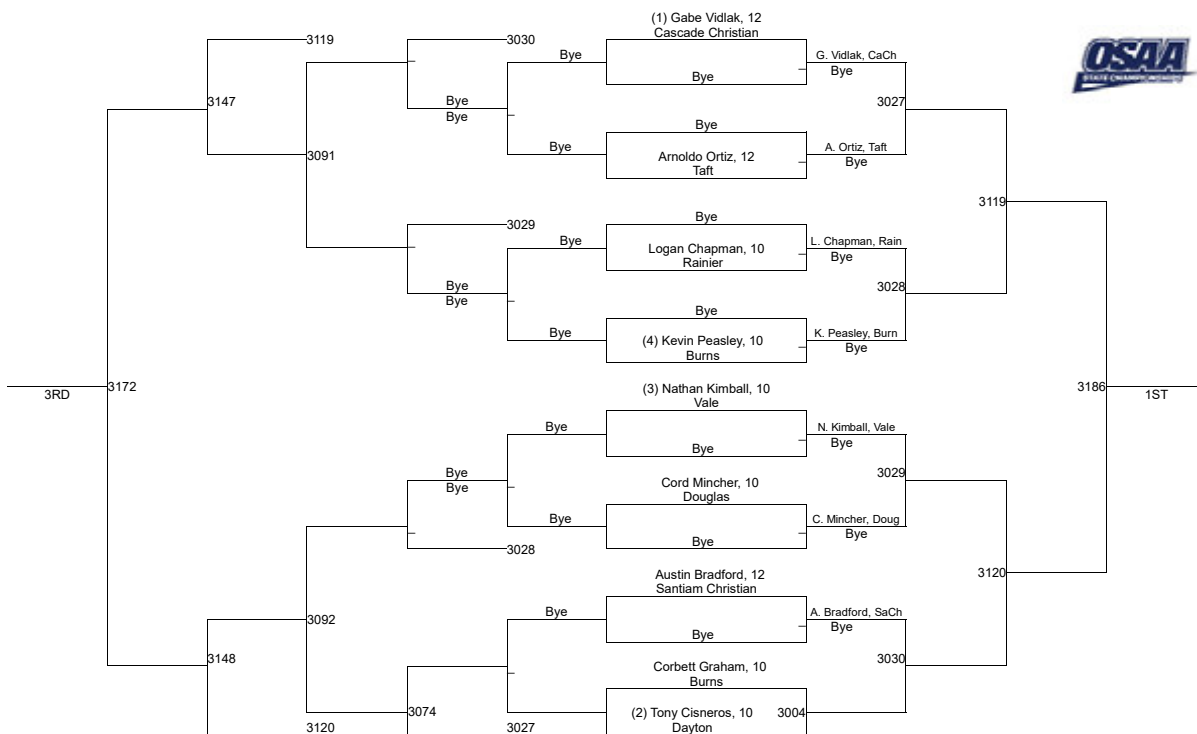 (1) Gabe Vidlak, 12
Cascade Christian
OSAA
STATE CHAMPIONSHIPS
3119
3030
Bye
G. Vidlak, CaCh
Bye
Bye
3147
Bye
Bye
3027
Bye
3091
Bye
Arnoldo Ortiz, 12
Taft
A. Ortiz, Taft
Bye
3119
3029
Bye
Bye
Logan Chapman, 10
Rainier
L. Chapman, Rain
Bye
Bye
Bye
3028
Bye
Bye
(4) Kevin Peasley, 10
Burns
K. Peasley, Burn
Bye
3RD
3172
3186
1ST
(3) Nathan Kimball, 10
Vale
Bye
N. Kimball, Vale
Bye
Bye
Bye
Bye
3029
Cord Mincher, 10
Douglas
Bye
C. Mincher, Doug
Bye
Bye
3028
3120
Austin Bradford, 12
Santiam Christian
Bye
A. Bradford, SaCh
Bye
Bye
3092
3148
3030
Corbett Graham, 10
Burns
3074
(2) Tony Cisneros, 10
Dayton
3004
3120
3027